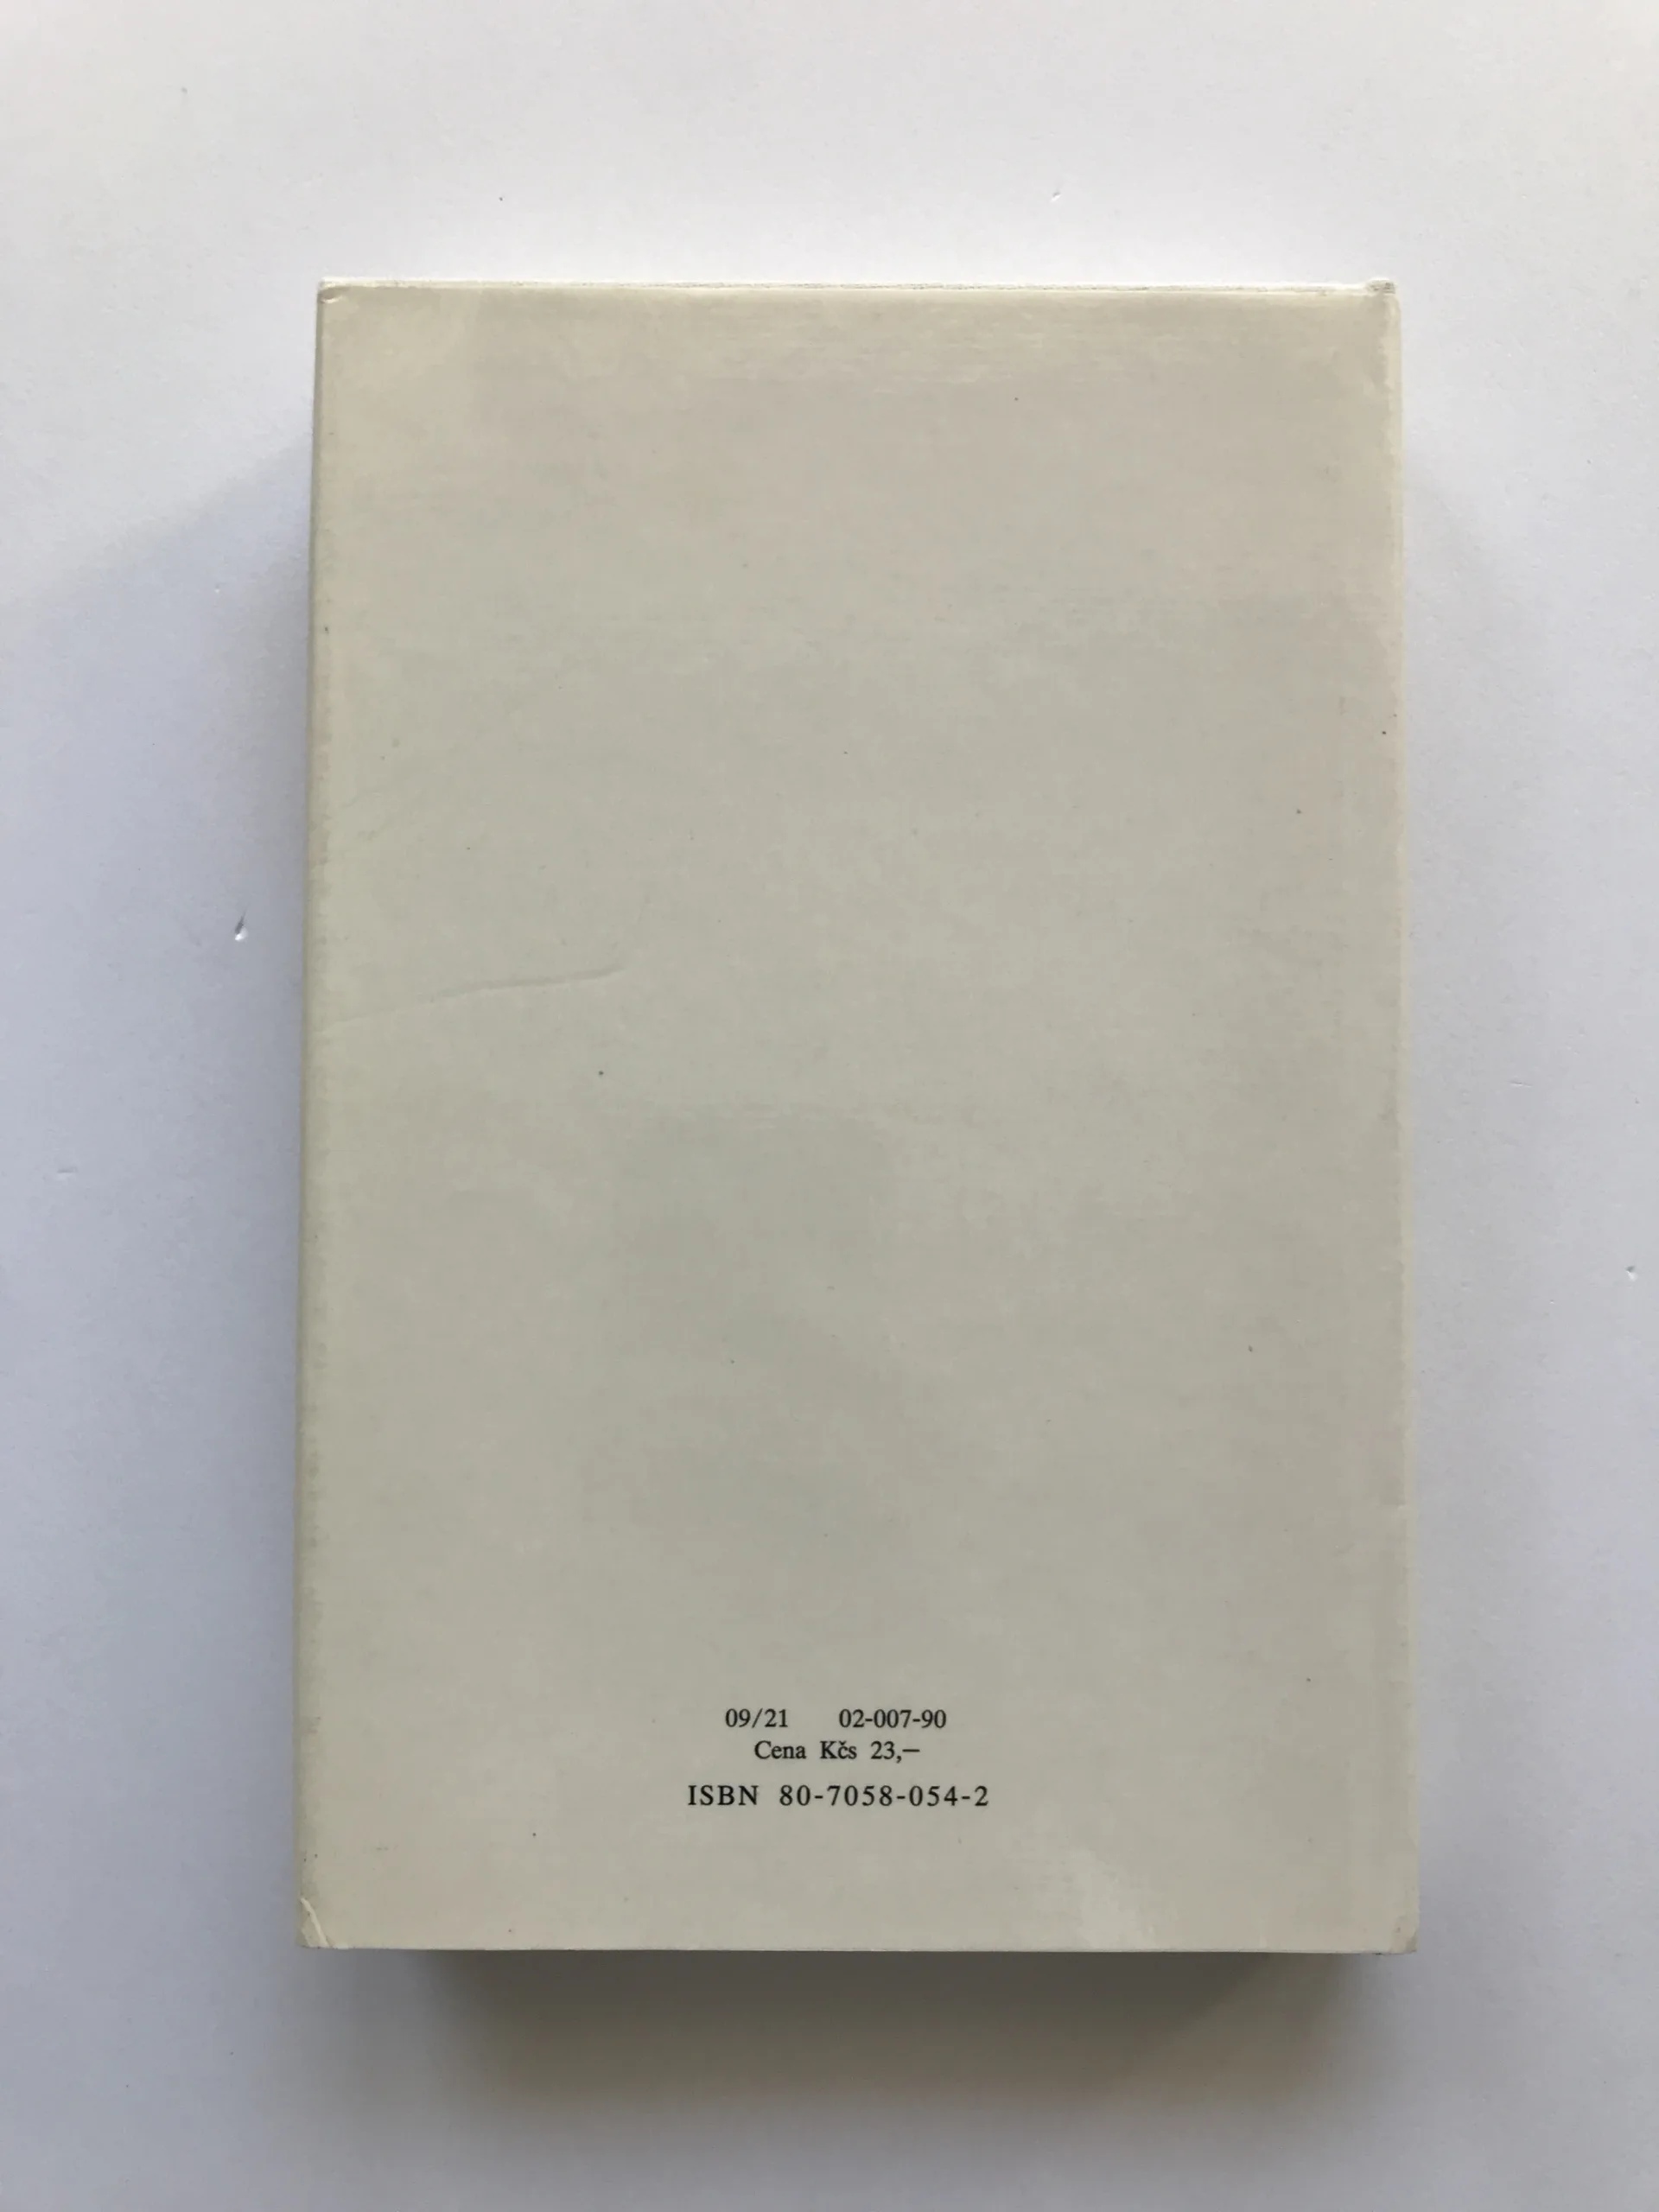 09/21 02-007-90
Cena Kčs 23,—
ISBN 80-7058-054-2